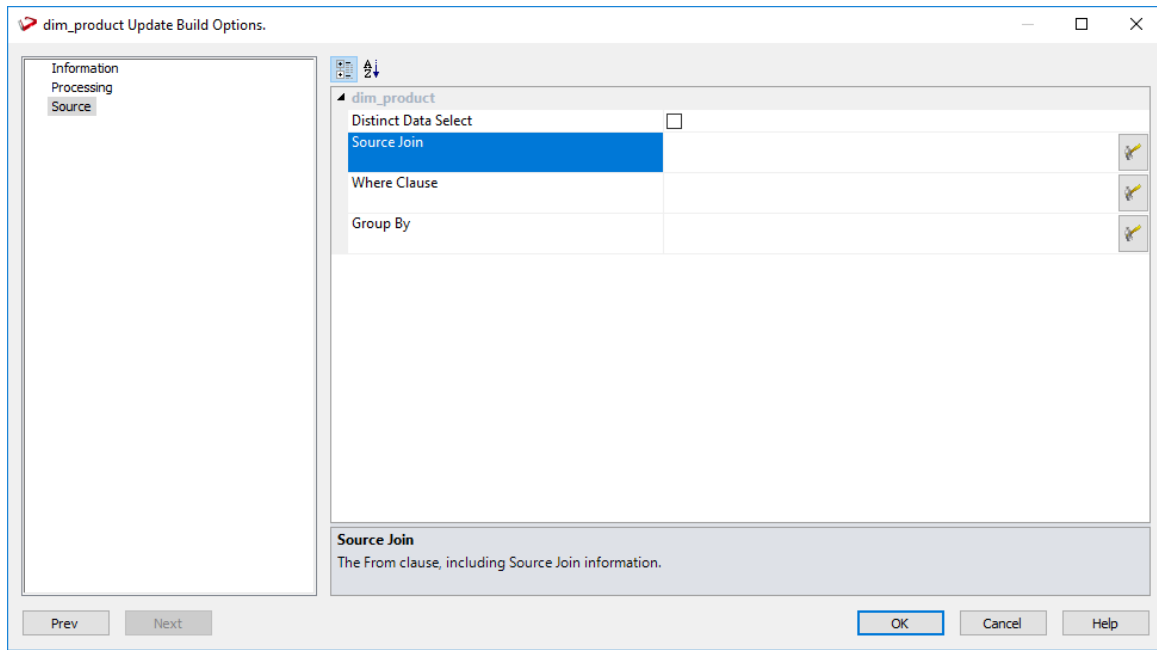 dim_product Update Build Options.
Information
Processing
Source
dim_product
Distinct Data Select
Source Join
Where Clause
Group By
Source Join
The From clause, including Source Join information.
Prev
Next
OK
Cancel
Help